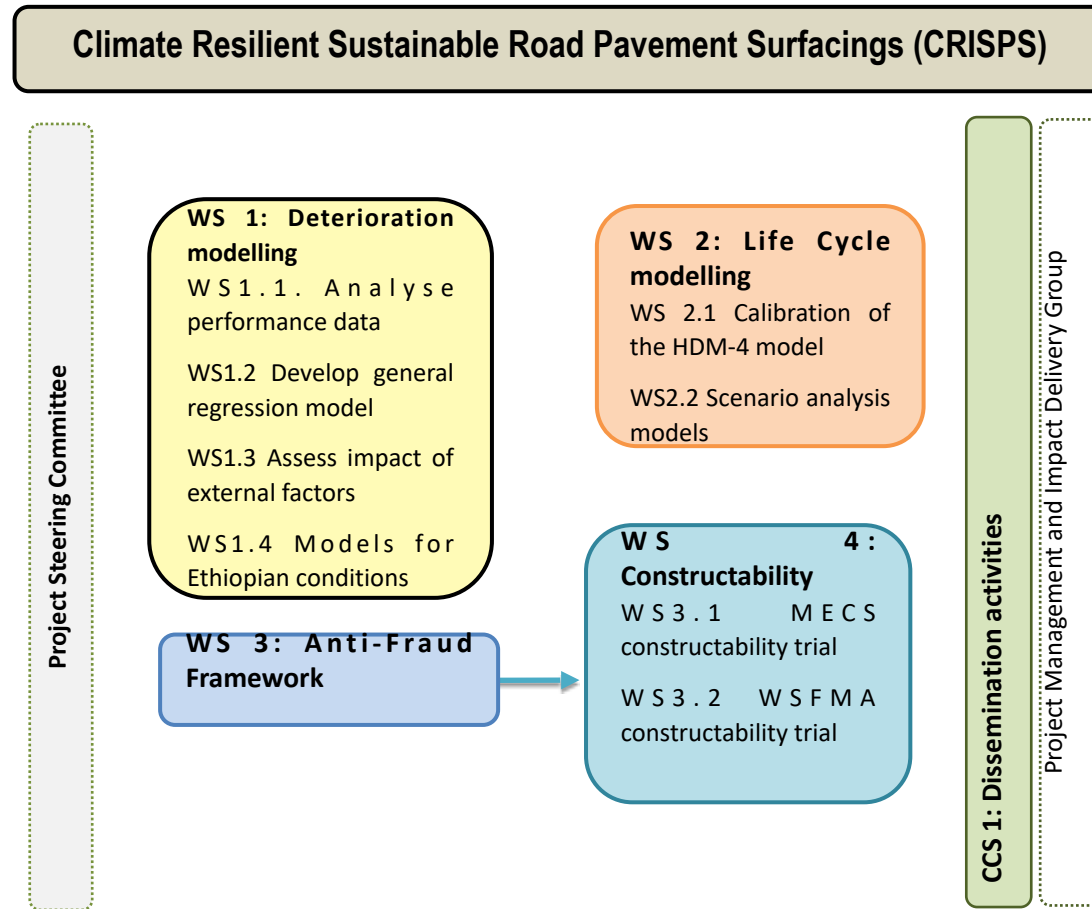 Climate Resilient Sustainable Road Pavement Surfacings (CRISPS)
Project Steering Committee
WS 1: Deterioration
modelling
WS1.1. Analyse
performance data
WS1.2 Develop general
regression model
WS1.3 Assess impact of
external factors
WS1.4 Models for
Ethiopian conditions
WS 2: Life Cycle
modelling
WS 2.1 Calibration of
the HDM-4 model
WS2.2 Scenario analysis
models
WS 3: Anti-Fraud
Framework
WS 4:
Constructability
WS3.1 MECS
constructability trial
WS3.2 WSFMA
constructability trial
CCS 1: Dissemination activities
Project Management and Impact Delivery Group